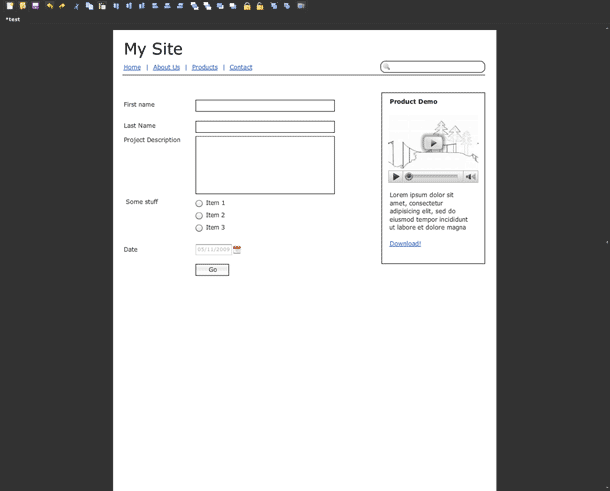 *test
My Site
Home | About Us | Products | Contact
First name
Last Name
Project Description
Some stuff
Item 1
Item 2
Item 3
Date
05/11/2009
Go
Product Demo
Lorem ipsum dolor sit
amet, consectetur
adipisicing elit, sed do
eiusmod tempor incididunt
ut labore et dolore magna
Download!